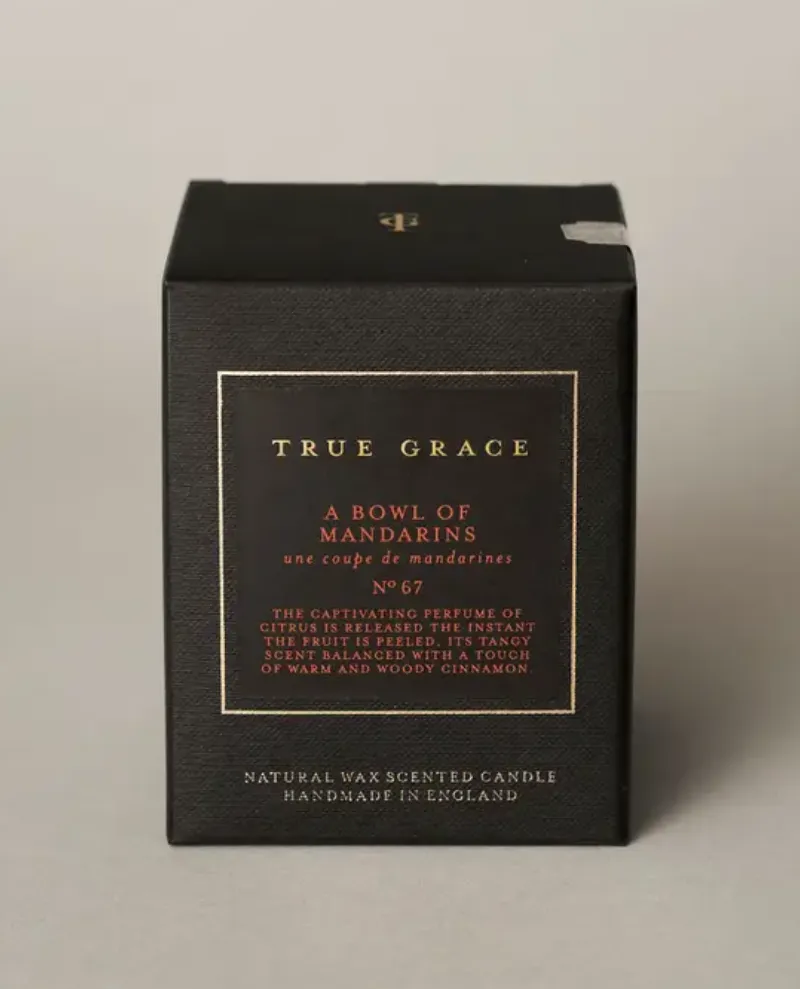 TRUE GRACE
A BOWL OF
MANDARINS
une coupe de mandarines
Nº 67
THE CAPTIVATING PERFUME OF
CITRUS IS RELEASED THE INSTANT
THE FRUIT IS PEELED, ITS TANGY
SCENT BALANCED WITH A TOUCH
OF WARM AND WOODY CINNAMON.
NATURAL WAX SCENTED CANDLE
HANDMADE IN ENGLAND